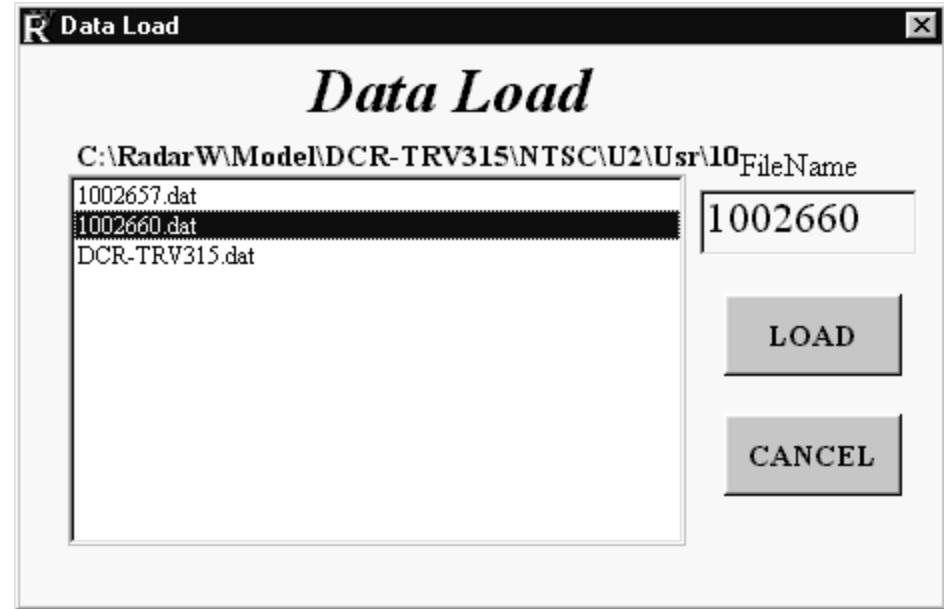 Data Load
Data Load
C:\RadarW\Model\DCR-TRV315\NTSC\U2\Usr\10
FileName
1002657.dat
1002660.dat
DCR-TRV315.dat
1002660
LOAD
CANCEL